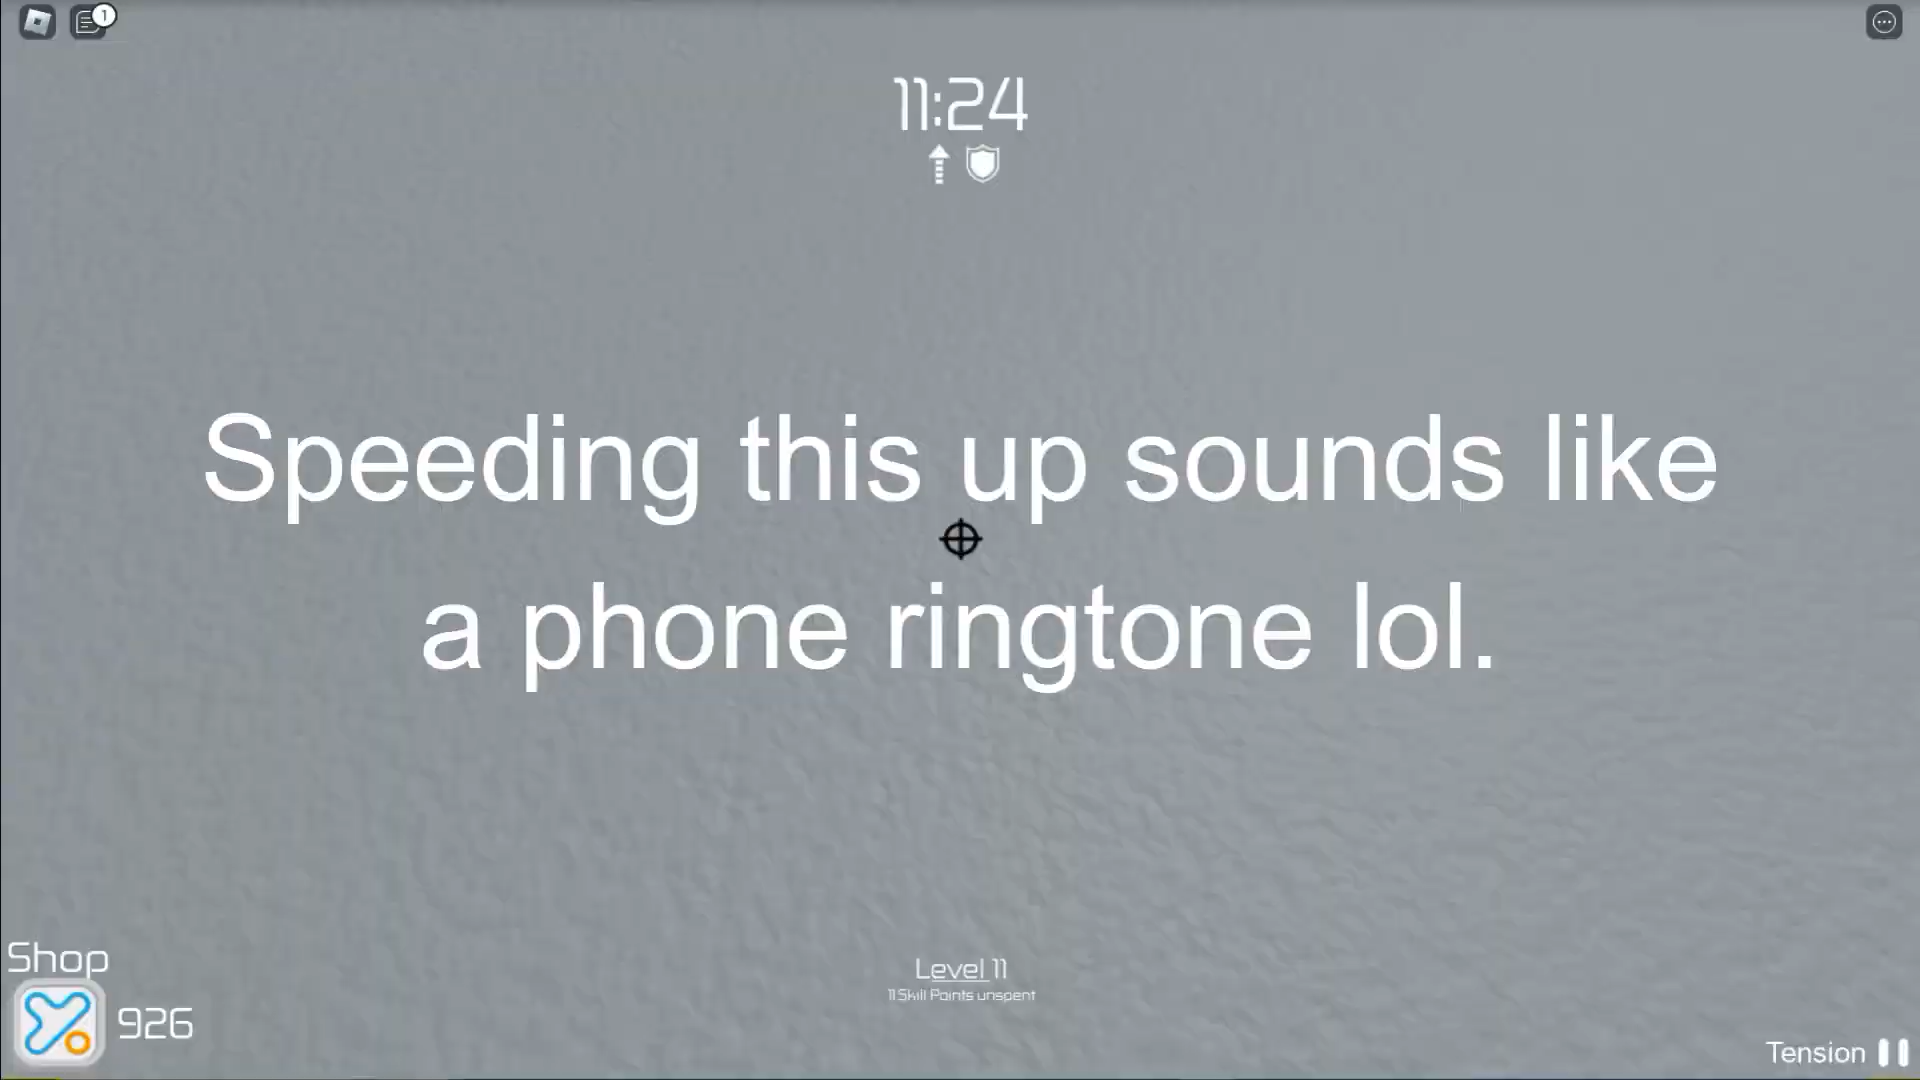 1
11:24
Speeding this up sounds like
a phone ringtone lol.
Shop
926
Level 11
11 Skill Points unspent
Tension